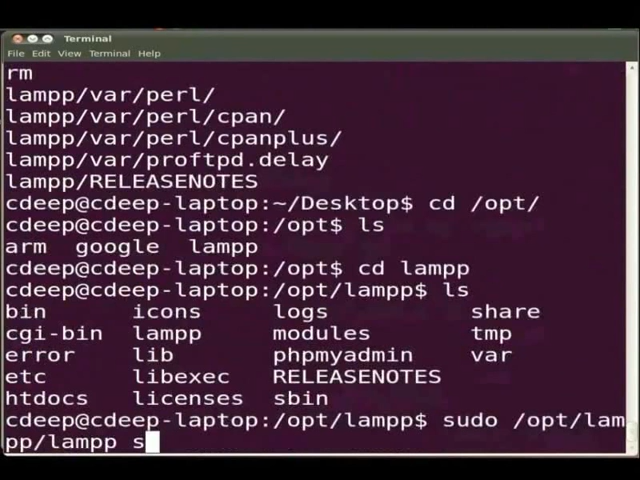 Terminal
File Edit View Terminal Help
rm
lampp/var/perl/
lampp/var/perl/cpan/
lampp/var/perl/cpanplus/
lampp/var/proftpd.delay
lampp/RELEASENOTES
cdeep@cdeep-laptop:~/Desktop$ cd /opt/
cdeep@cdeep-laptop:/opt$ ls
arm google lampp
cdeep@cdeep-laptop:/opt$ cd lampp
cdeep@cdeep-laptop:/opt/lampp$ ls
bin icons logs share
cgi-bin lampp modules tmp
error lib phpmyadmin var
etc libexec RELEASENOTES
htdocs licenses sbin
cdeep@cdeep-laptop:/opt/lampp$ sudo /opt/lam
pp/lampp s